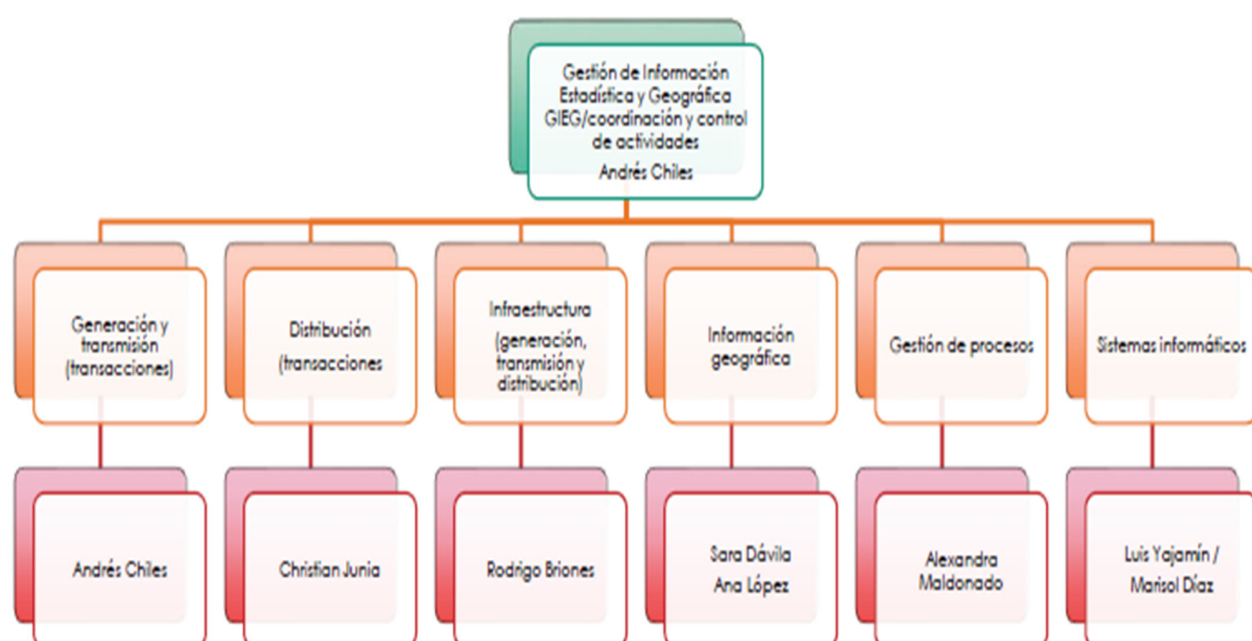 Gestión de Información
Estadística y Geográfica
GIEG/coordinación y control
de actividades
Andrés Chiles
Generación y
transmisión
(transacciones)
Distribución
(transacciones
Infraestructura
(generación,
transmisión y
distribución)
Información
geográfica
Gestión de procesos
Sistemas informáticos
Andrés Chiles
Christian Junia
Rodrigo Briones
Sara Dávila
Ana López
Alexandra
Maldonado
Luis Yajamín /
Marisol Díaz